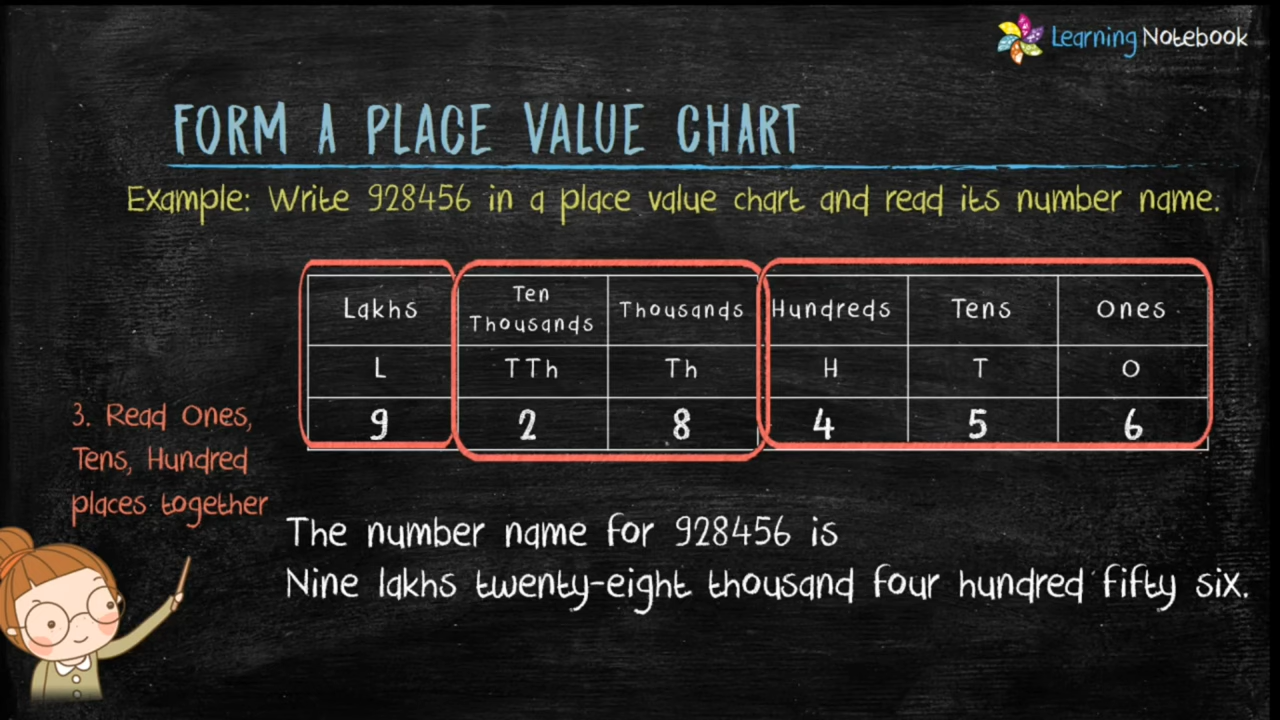 Learning Notebook
FORM A PLACE VALUE CHART
Example: Write 928456 in a place value chart and read its number name.
Lakhs Ten Thousands Thousands Hundreds Tens Ones
L TTh Th H T O
9 2 8 4 5 6
3. Read Ones,
Tens, Hundred
places together
The number name for 928456 is
Nine lakhs twenty-eight thousand four hundred fifty six.